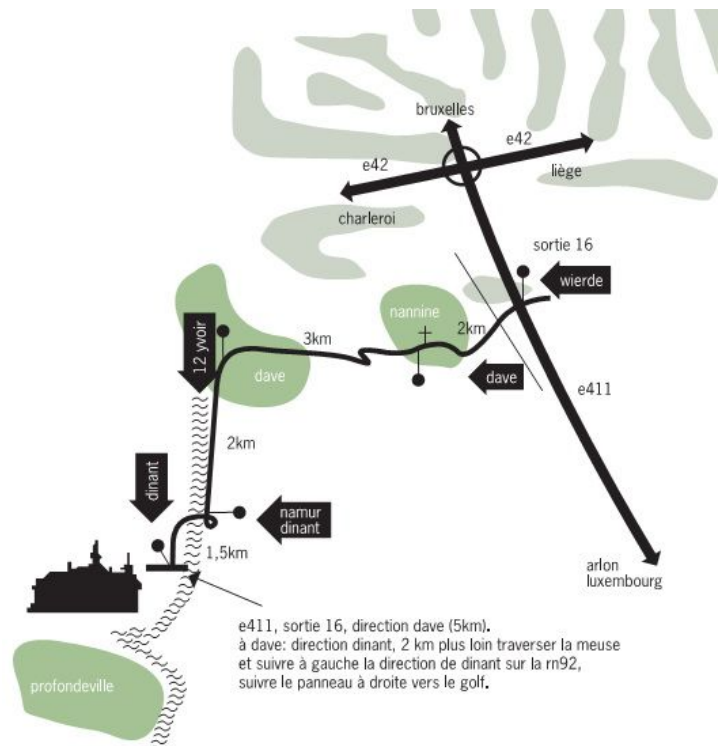 bruxelles
e42
e42
liège
charleroi
sortie 16
wierde
nannine
2km
3km
12 yvoir
dave
dave
e411
2km
dinant
namur
dinant
1,5km
arlon
luxembourg
e411, sortie 16, direction dave (5km).
à dave: direction dinant, 2 km plus loin traverser la meuse
et suivre à gauche la direction de dinant sur la rn92,
suivre le panneau à droite vers le golf.
profondeville